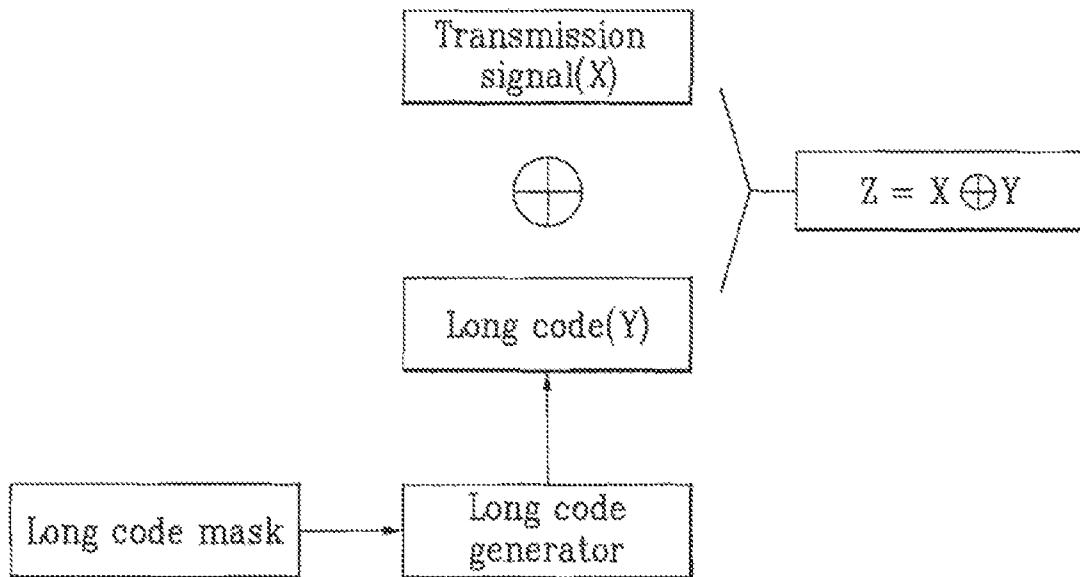 Transmission
signal(X)
Z = X ⊕ Y
Long code(Y)
Long code mask
Long code
generator